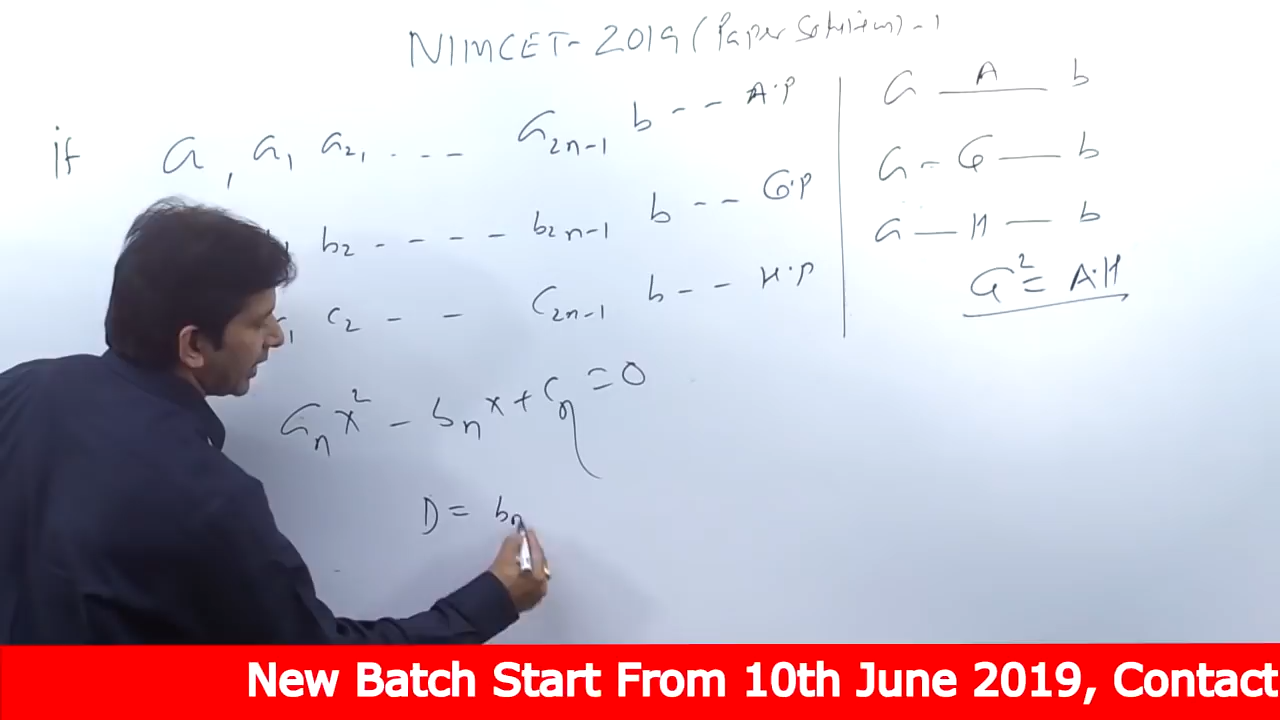 NIMCET-2019 (Paper Solution)-1
if a, a₁ a₂, ... -- a₂ₙ₋₁ b -- A.P
b₂ ----- b₂ₙ₋₁ b -- G.P
₁ c₂ -- - c₂ₙ₋₁ b -- H.P
aₙx² - bₙx + cₙ = 0
D = bₙ
a — A — b
a - G — b
a — H — b
G² = A.H
New Batch Start From 10th June 2019, Contact